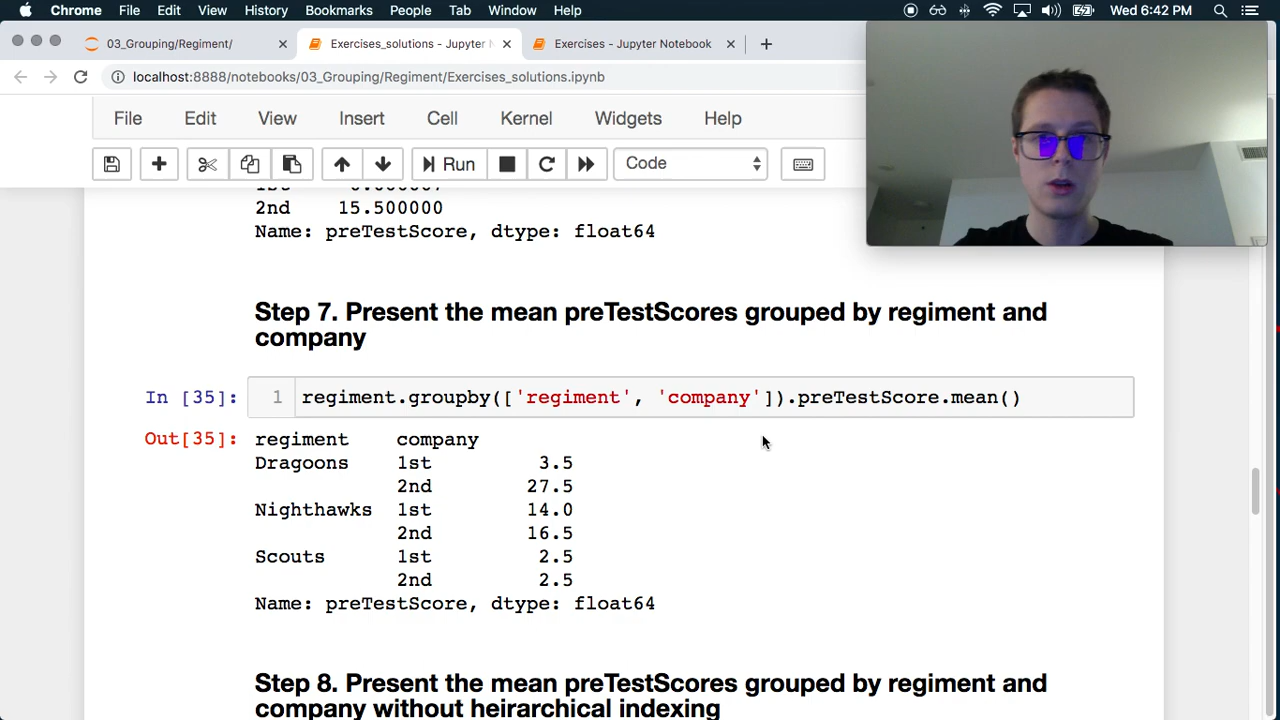 Chrome File Edit View History Bookmarks People Tab Window Help Wed 6:42 PM
03_Grouping/Regiment/ Exercises_solutions - Jupyter N Exercises - Jupyter Notebook
localhost:8888/notebooks/03_Grouping/Regiment/Exercises_solutions.ipynb
File Edit View Insert Cell Kernel Widgets Help
Run Code
2nd 15.500000
Name: preTestScore, dtype: float64
Step 7. Present the mean preTestScores grouped by regiment and
company
In [35]: 1 regiment.groupby(['regiment', 'company']).preTestScore.mean()
Out[35]: regiment company
Dragoons 1st 3.5
2nd 27.5
Nighthawks 1st 14.0
2nd 16.5
Scouts 1st 2.5
2nd 2.5
Name: preTestScore, dtype: float64
Step 8. Present the mean preTestScores grouped by regiment and
company without heirarchical indexing